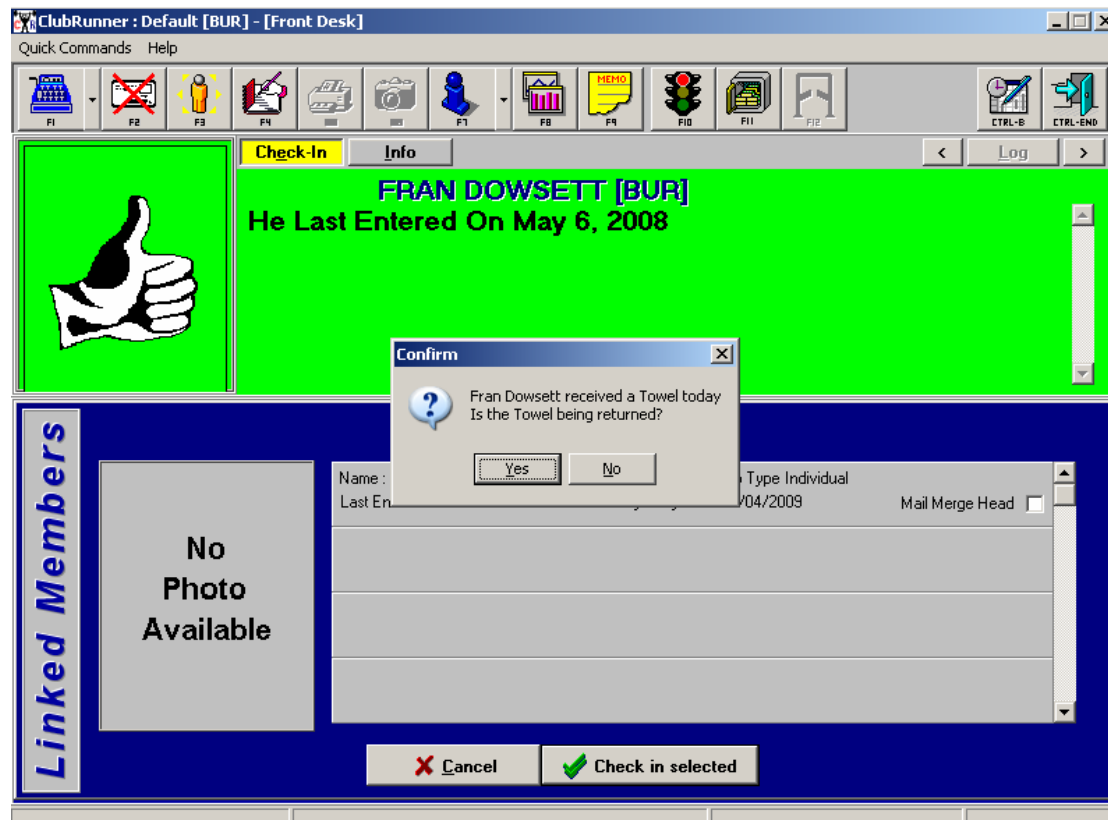 ClubRunner : Default [BUR] - [Front Desk]
Quick Commands Help
F1 F2 F3 F4 F7 F8 MEMO F9 F10 F11 F12 CTRL-B CTRL-END
Check-In Info < Log >
FRAN DOWSETT [BUR]
He Last Entered On May 6, 2008
Confirm
Fran Dowsett received a Towel today
Is the Towel being returned?
Yes No
Linked Members
No
Photo
Available
Name : Type Individual
Last En /04/2009 Mail Merge Head
Cancel Check in selected